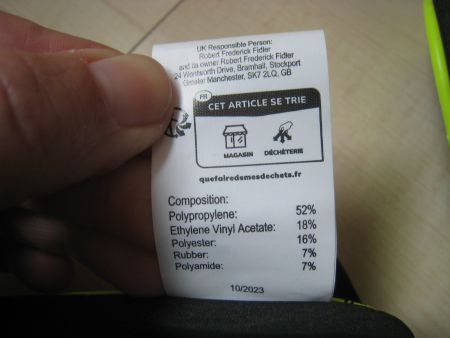 UK Responsible Person:
Robert Frederick Fidler
and its owner Robert Frederick Fidler
24 Wentworth Drive, Bramhall, Stockport
Greater Manchester, SK7 2LQ, GB
FR
CET ARTICLE SE TRIE
MAGASIN DÉCHÈTERIE
quefairedemesdechets.fr
Composition:
Polypropylene: 52%
Ethylene Vinyl Acetate: 18%
Polyester: 16%
Rubber: 7%
Polyamide: 7%
10/2023